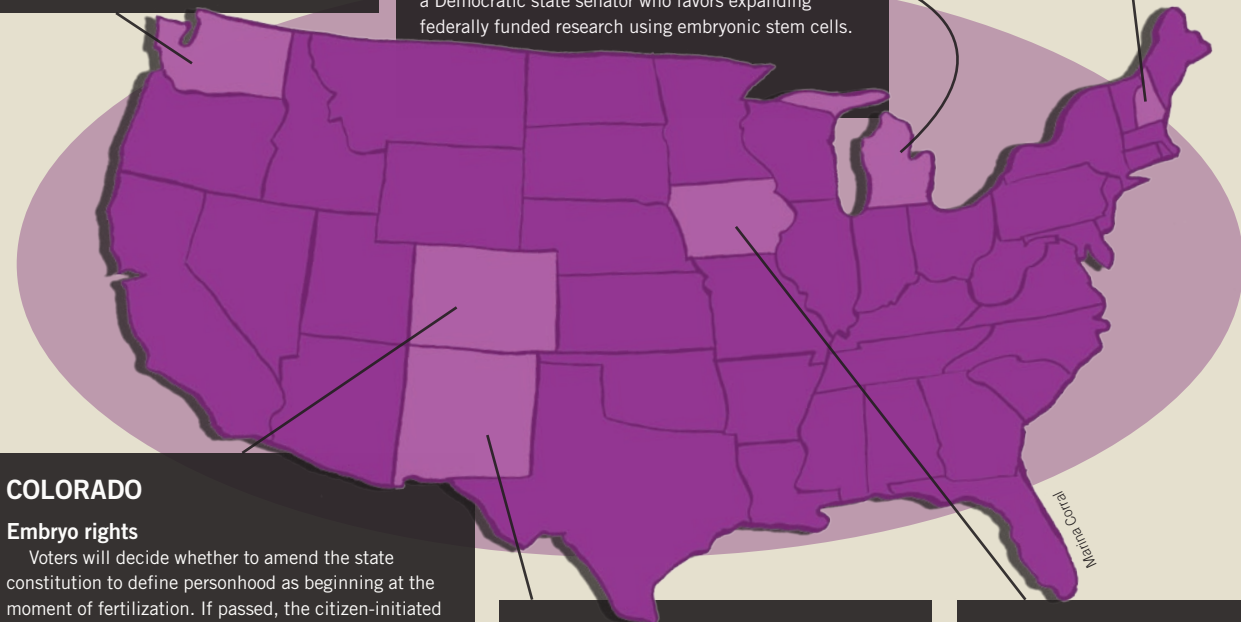 a Democratic state senator who favors expanding
federally funded research using embryonic stem cells.
COLORADO
Embryo rights
Voters will decide whether to amend the state
constitution to define personhood as beginning at the
moment of fertilization. If passed, the citizen-initiated
Marina Corral